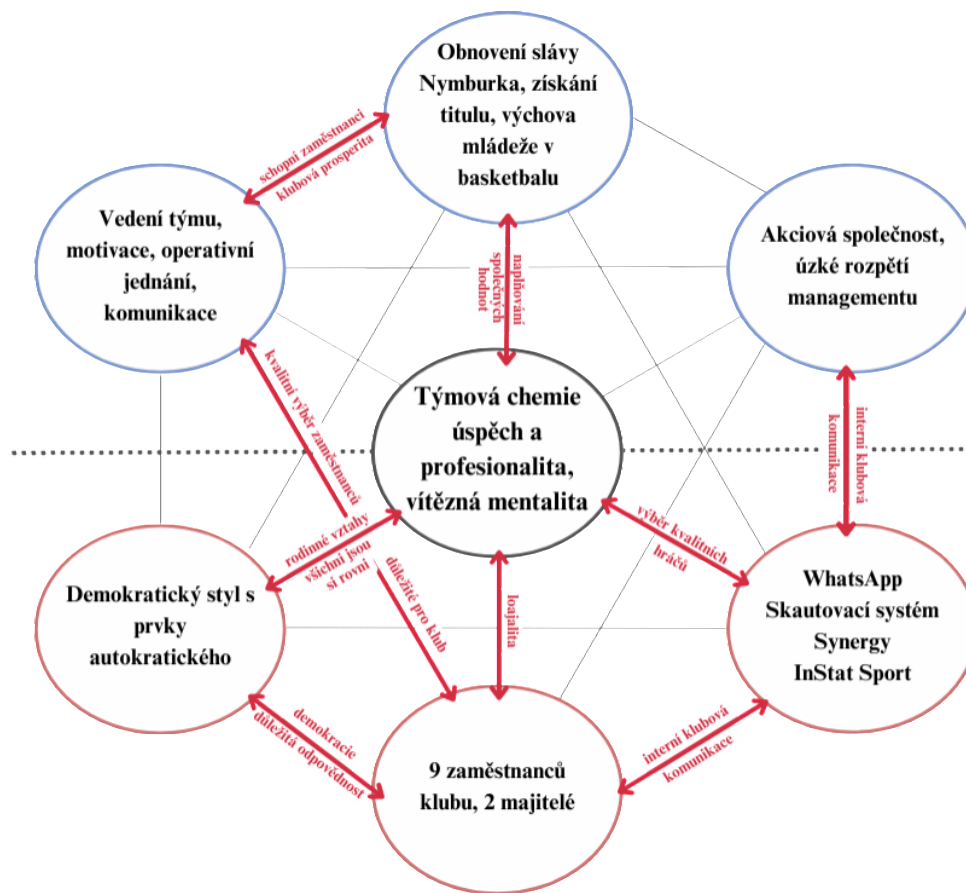 Obnovení slávy
Nymburka, získání
titulu, výchova
mládeže v
basketbalu
schopní zaměstnanci
klubová prosperita
Vedení týmu,
motivace, operativní
jednání,
komunikace
Akciová společnost,
úzké rozpětí
managementu
naplňování
společných
hodnot
kvalitní výběr zaměstnanců
důležité pro klub
Týmová chemie
úspěch a
profesionalita,
vítězná mentalita
interní klubová
komunikace
rodinné vztahy
všichni jsou
si rovni
výběr kvalitních
hráčů
loajalita
Demokratický styl s
prvky
autokratického
WhatsApp
Skautovací systém
Synergy
InStat Sport
demokracie
důležitá odpovědnost
9 zaměstnanců
klubu, 2 majitelé
interní klubová
komunikace